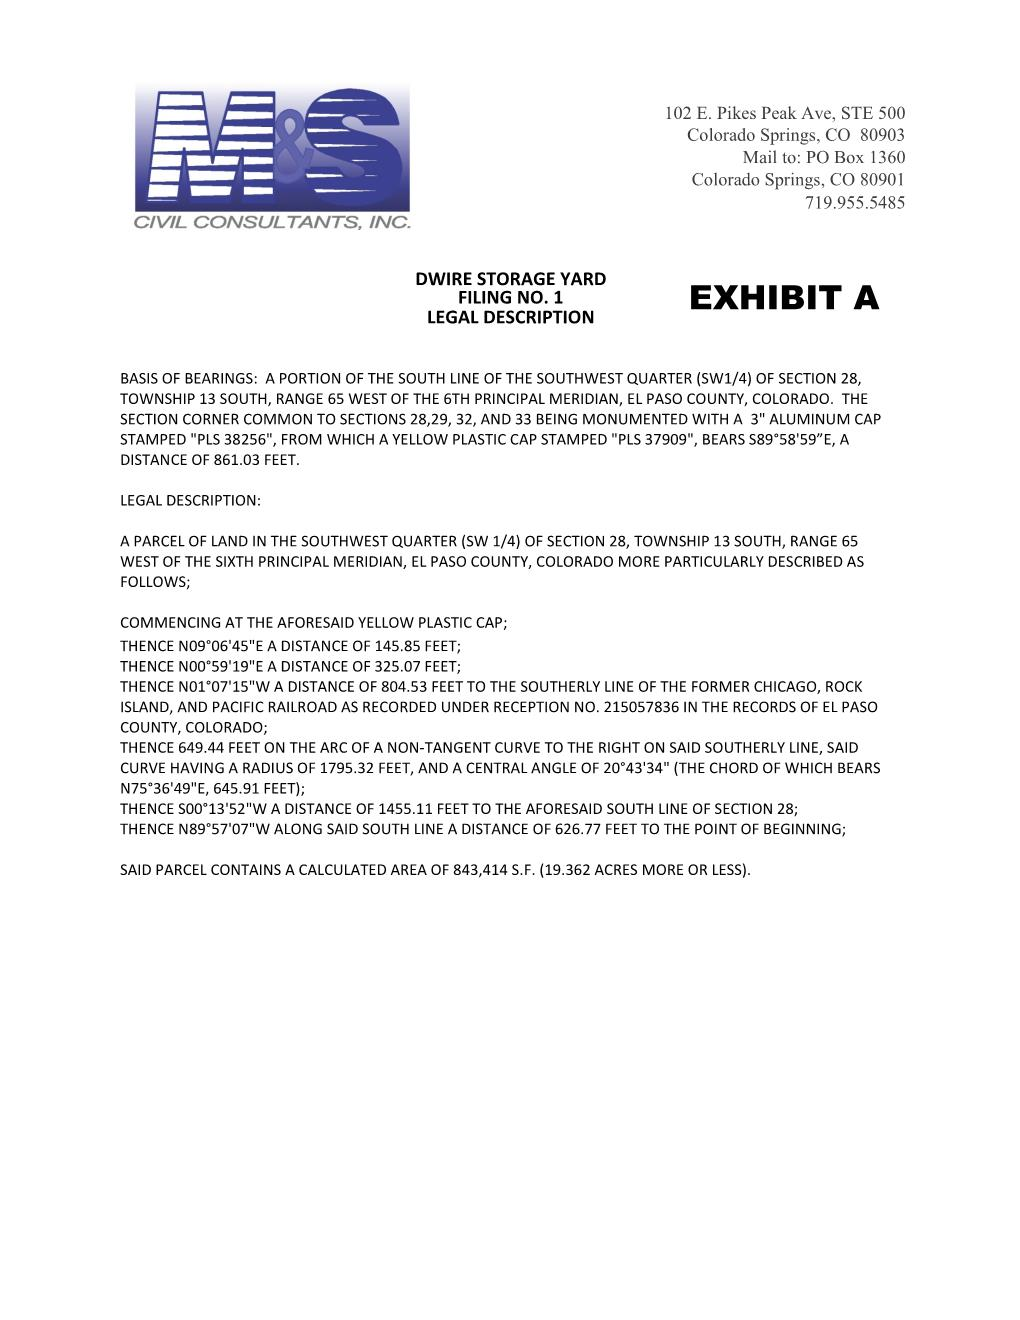 M&S
CIVIL CONSULTANTS, INC.
102 E. Pikes Peak Ave, STE 500
Colorado Springs, CO  80903
Mail to: PO Box 1360
Colorado Springs, CO 80901
719.955.5485
DWIRE STORAGE YARD
FILING NO. 1
LEGAL DESCRIPTION
EXHIBIT A
BASIS OF BEARINGS:  A PORTION OF THE SOUTH LINE OF THE SOUTHWEST QUARTER (SW1/4) OF SECTION 28,
TOWNSHIP 13 SOUTH, RANGE 65 WEST OF THE 6TH PRINCIPAL MERIDIAN, EL PASO COUNTY, COLORADO.  THE
SECTION CORNER COMMON TO SECTIONS 28,29, 32, AND 33 BEING MONUMENTED WITH A  3" ALUMINUM CAP
STAMPED "PLS 38256", FROM WHICH A YELLOW PLASTIC CAP STAMPED "PLS 37909", BEARS S89°58'59”E, A
DISTANCE OF 861.03 FEET.
LEGAL DESCRIPTION:
A PARCEL OF LAND IN THE SOUTHWEST QUARTER (SW 1/4) OF SECTION 28, TOWNSHIP 13 SOUTH, RANGE 65
WEST OF THE SIXTH PRINCIPAL MERIDIAN, EL PASO COUNTY, COLORADO MORE PARTICULARLY DESCRIBED AS
FOLLOWS;
COMMENCING AT THE AFORESAID YELLOW PLASTIC CAP;
THENCE N09°06'45"E A DISTANCE OF 145.85 FEET;
THENCE N00°59'19"E A DISTANCE OF 325.07 FEET;
THENCE N01°07'15"W A DISTANCE OF 804.53 FEET TO THE SOUTHERLY LINE OF THE FORMER CHICAGO, ROCK
ISLAND, AND PACIFIC RAILROAD AS RECORDED UNDER RECEPTION NO. 215057836 IN THE RECORDS OF EL PASO
COUNTY, COLORADO;
THENCE 649.44 FEET ON THE ARC OF A NON-TANGENT CURVE TO THE RIGHT ON SAID SOUTHERLY LINE, SAID
CURVE HAVING A RADIUS OF 1795.32 FEET, AND A CENTRAL ANGLE OF 20°43'34" (THE CHORD OF WHICH BEARS
N75°36'49"E, 645.91 FEET);
THENCE S00°13'52"W A DISTANCE OF 1455.11 FEET TO THE AFORESAID SOUTH LINE OF SECTION 28;
THENCE N89°57'07"W ALONG SAID SOUTH LINE A DISTANCE OF 626.77 FEET TO THE POINT OF BEGINNING;
SAID PARCEL CONTAINS A CALCULATED AREA OF 843,414 S.F. (19.362 ACRES MORE OR LESS).